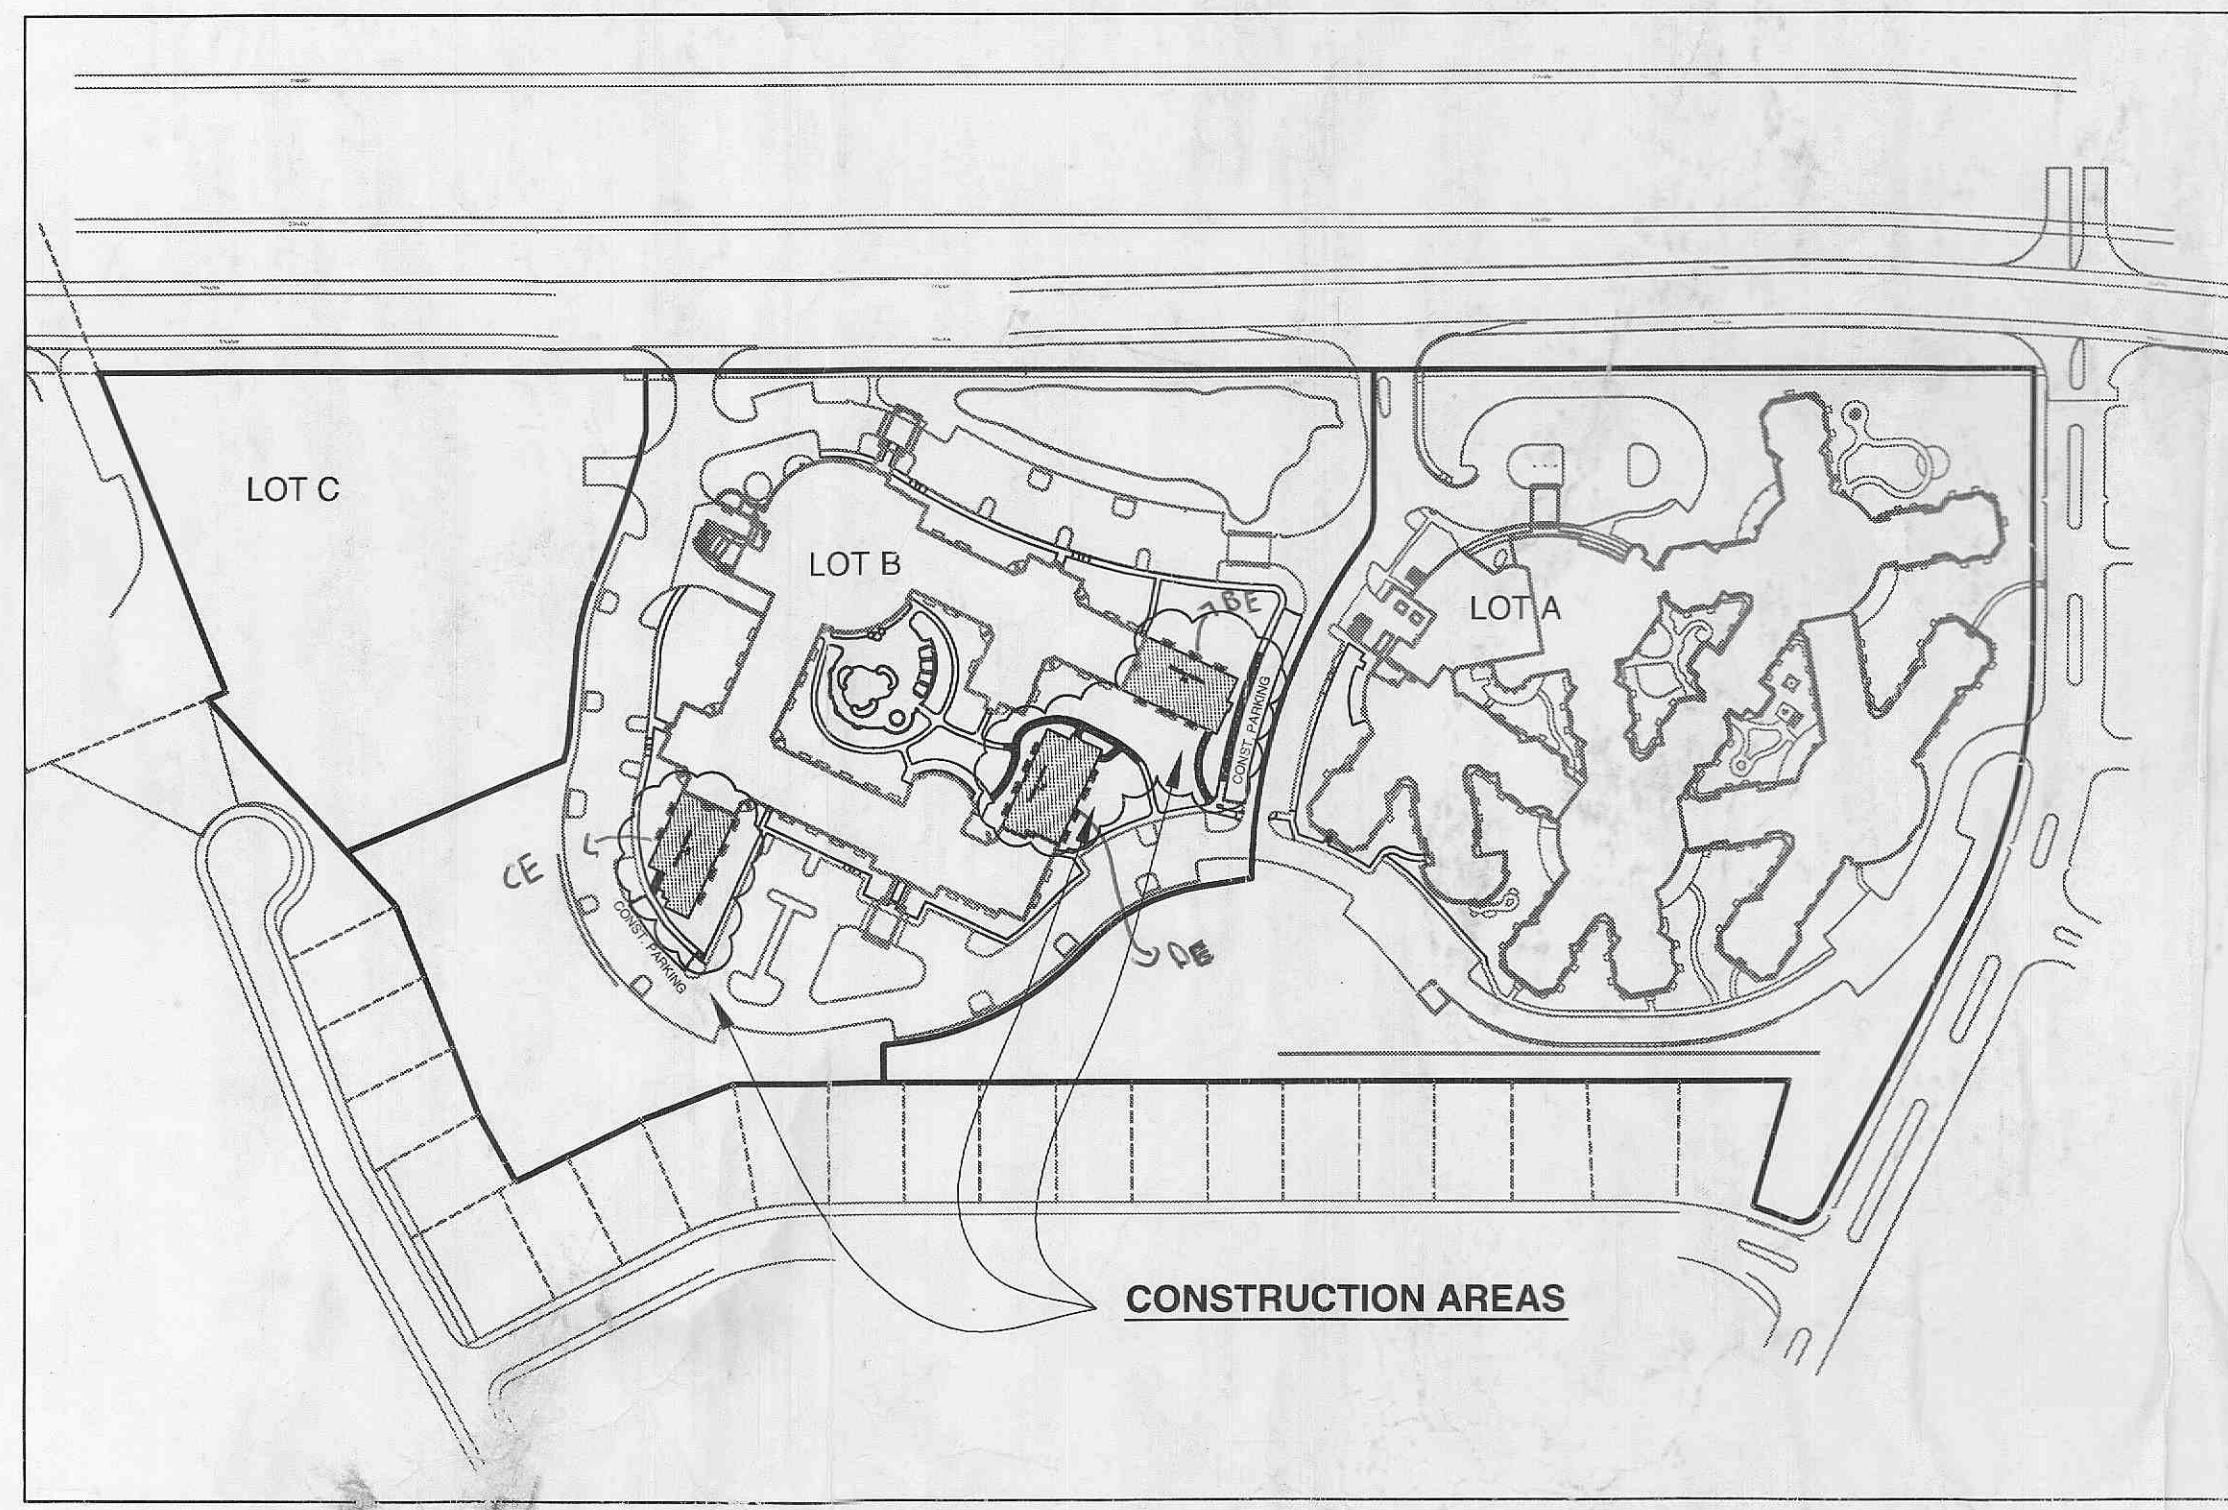 LOT C
LOT B
LOT A
BE
CONST. PARKING
CE
CONST. PARKING
DE
CONSTRUCTION AREAS